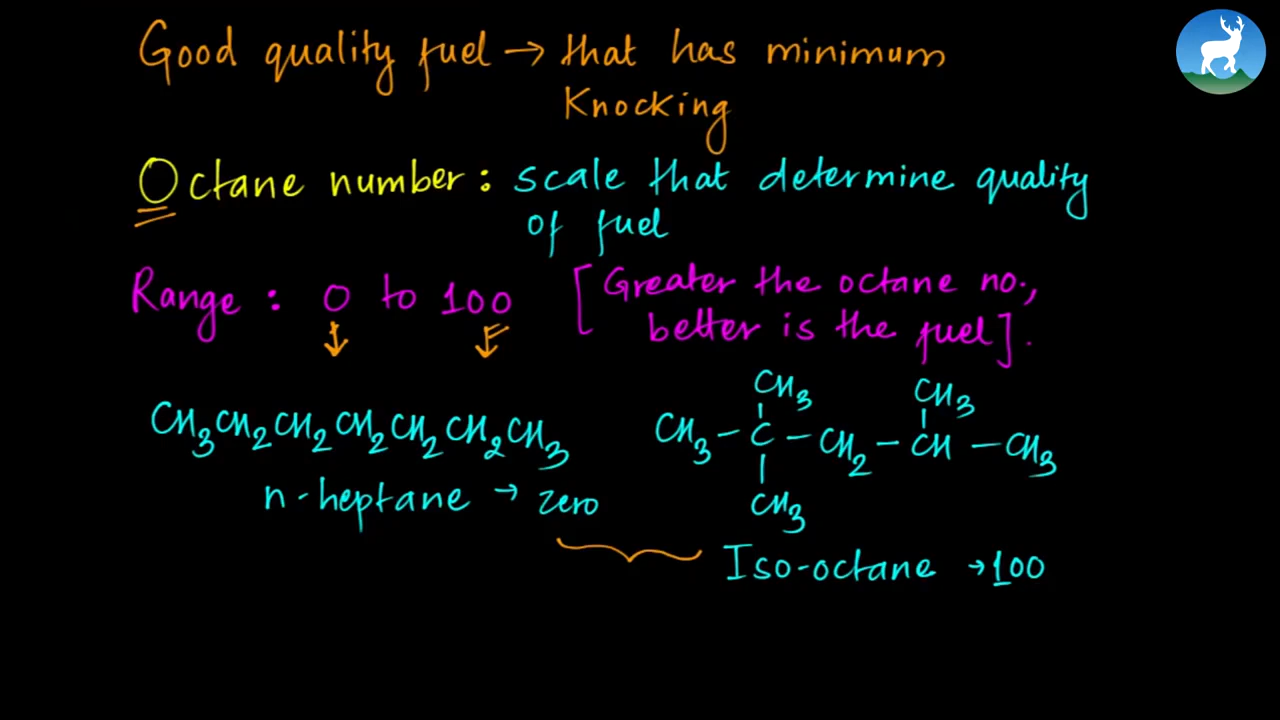 Good quality fuel → that has minimum
Knocking
Octane number : scale that determine quality
of fuel
Range : 0 to 100 [Greater the octane no.,
better is the fuel].
CH3CH2CH2CH2CH2CH2CH3
CH3 CH3
CH3 - C - CH2 - CH - CH3
CH3
n-heptane → zero
Iso-octane → 100